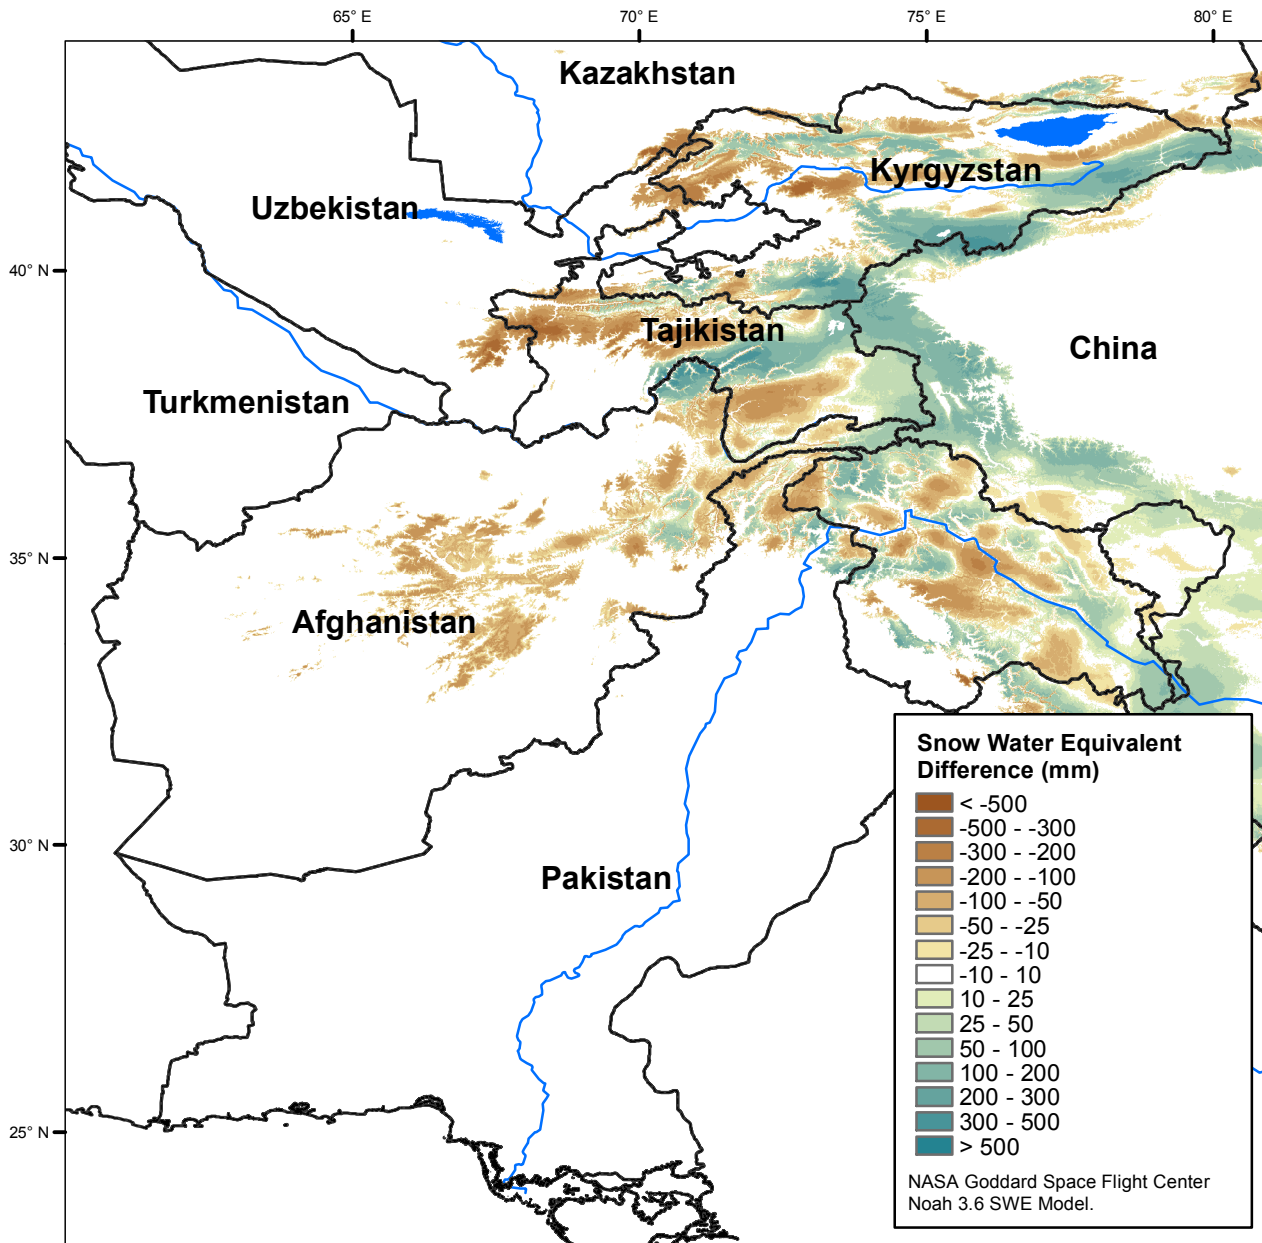 65° E
70° E
75° E
80° E
Kazakhstan
Kyrgyzstan
Uzbekistan
40° N
Tajikistan
China
Turkmenistan
35° N
Afghanistan
Snow Water Equivalent
Difference (mm)
< -500
-500 - -300
-300 - -200
-200 - -100
-100 - -50
-50 - -25
-25 - -10
-10 - 10
10 - 25
25 - 50
50 - 100
100 - 200
200 - 300
300 - 500
> 500
NASA Goddard Space Flight Center
Noah 3.6 SWE Model.
30° N
Pakistan
25° N